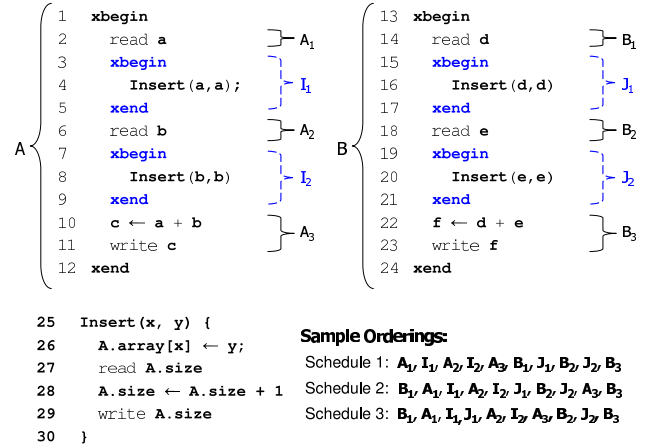 A
1 xbegin
2 read a A1
3 xbegin
4 Insert(a,a); I1
5 xend
6 read b A2
7 xbegin
8 Insert(b,b) I2
9 xend
10 c ← a + b A3
11 write c
12 xend
B
13 xbegin
14 read d B1
15 xbegin
16 Insert(d,d) J1
17 xend
18 read e B2
19 xbegin
20 Insert(e,e) J2
21 xend
22 f ← d + e B3
23 write f
24 xend
25 Insert(x, y) {
26 A.array[x] ← y;
27 read A.size
28 A.size ← A.size + 1
29 write A.size
30 }
Sample Orderings:
Schedule 1: A1, I1, A2, I2, A3, B1, J1, B2, J2, B3
Schedule 2: B1, A1, I1, A2, I2, J1, B2, J2, A3, B3
Schedule 3: B1, A1, I1, J1, A2, I2, A3, B2, J2, B3